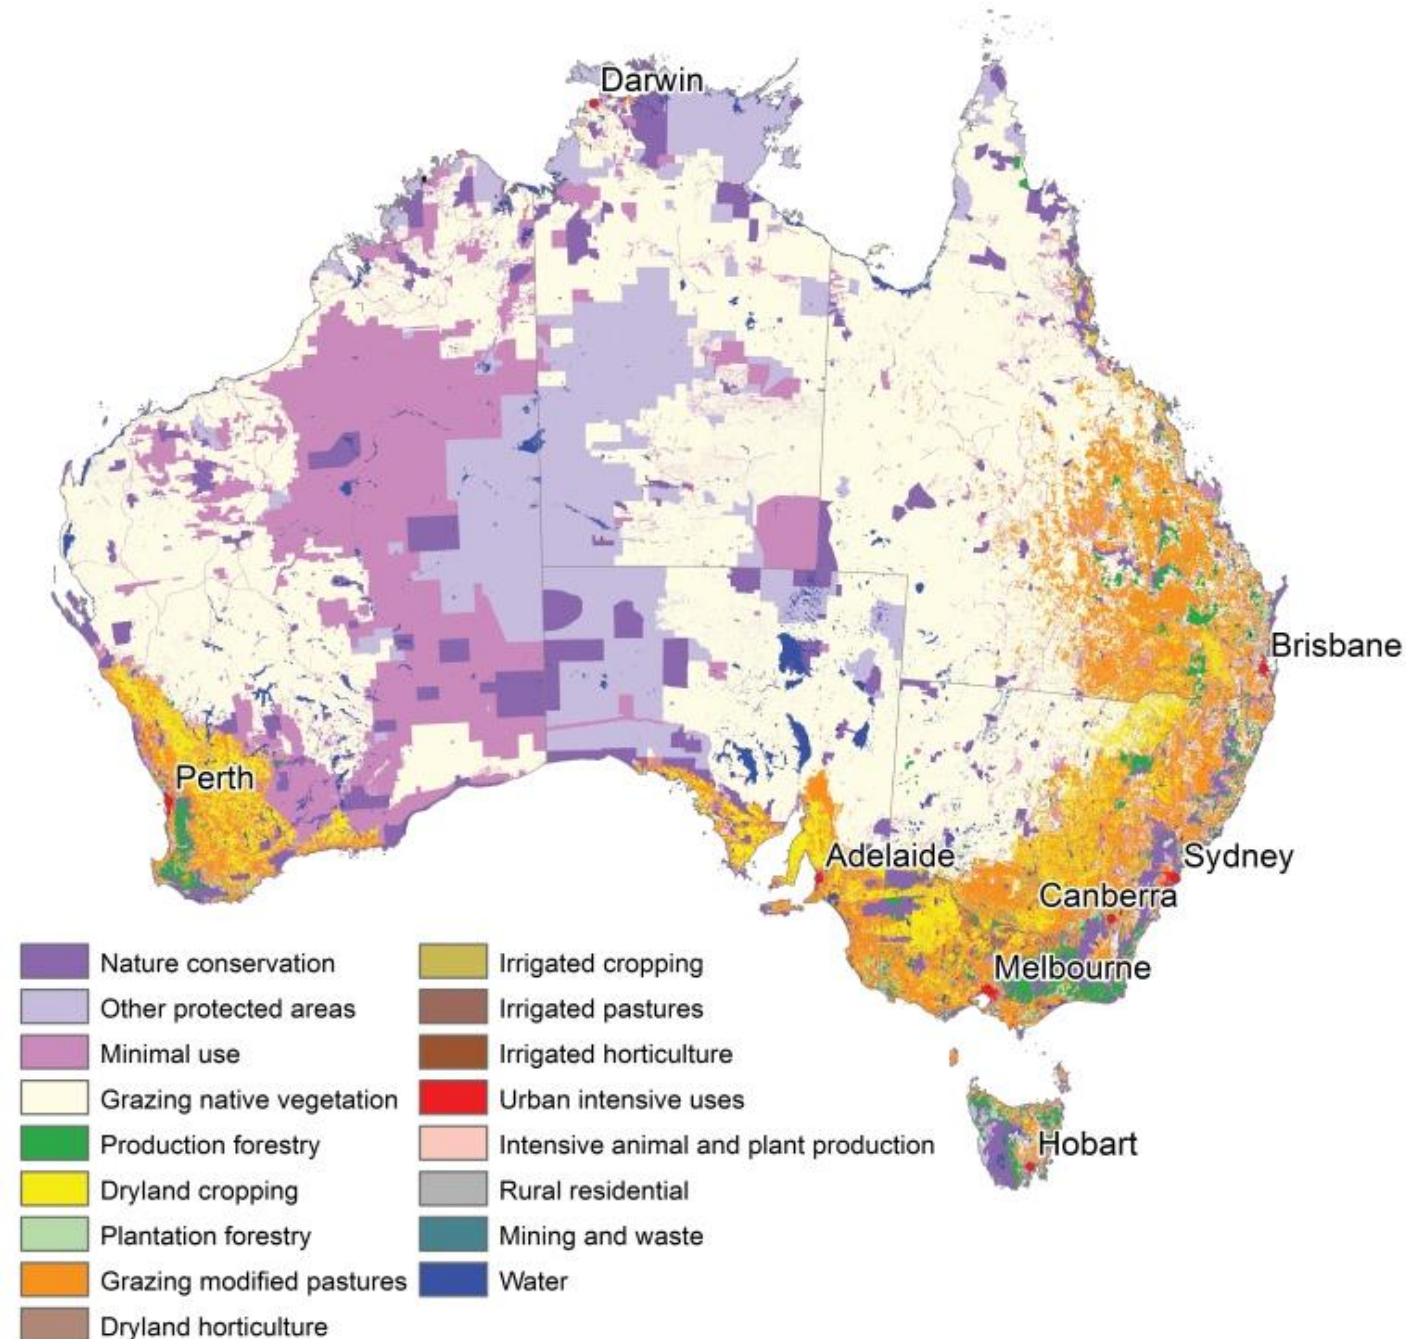 Darwin
Brisbane
Perth
Adelaide
Sydney
Canberra
Melbourne
Hobart
Nature conservation
Other protected areas
Minimal use
Grazing native vegetation
Production forestry
Dryland cropping
Plantation forestry
Grazing modified pastures
Dryland horticulture
Irrigated cropping
Irrigated pastures
Irrigated horticulture
Urban intensive uses
Intensive animal and plant production
Rural residential
Mining and waste
Water